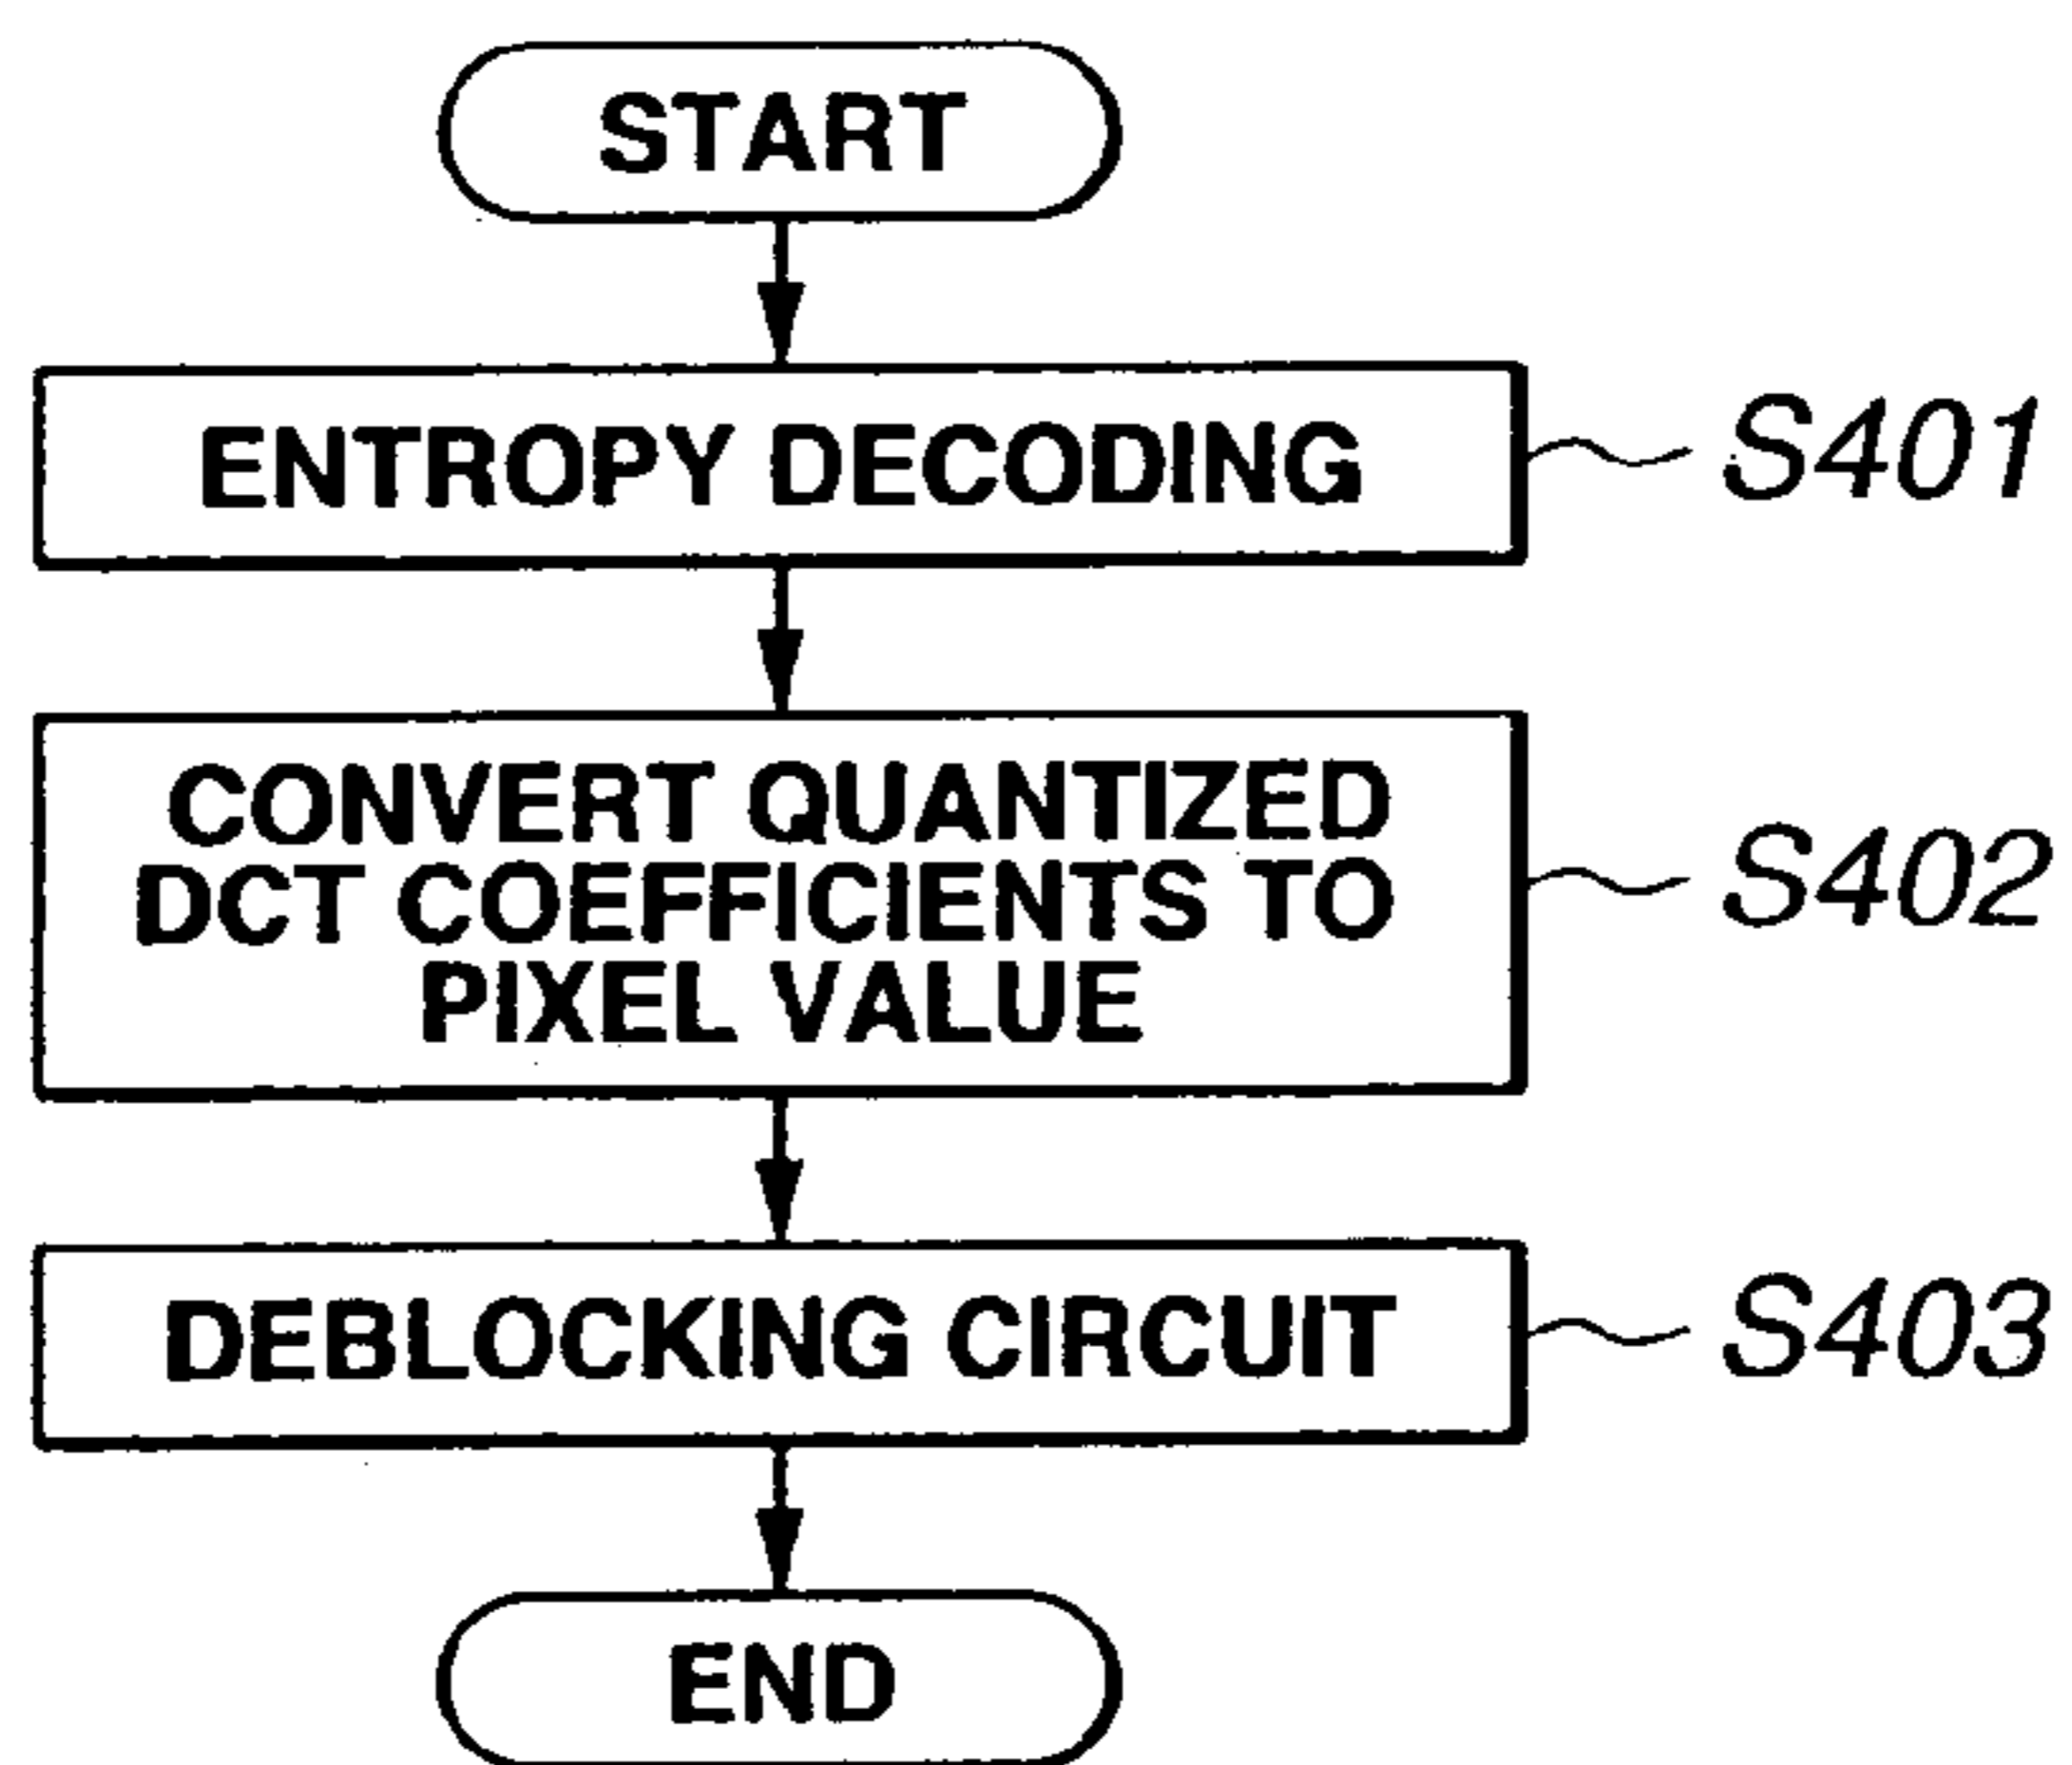 START
ENTROPY DECODING
S401
CONVERT QUANTIZED
DCT COEFFICIENTS TO
PIXEL VALUE
S402
DEBLOCKING CIRCUIT
S403
END